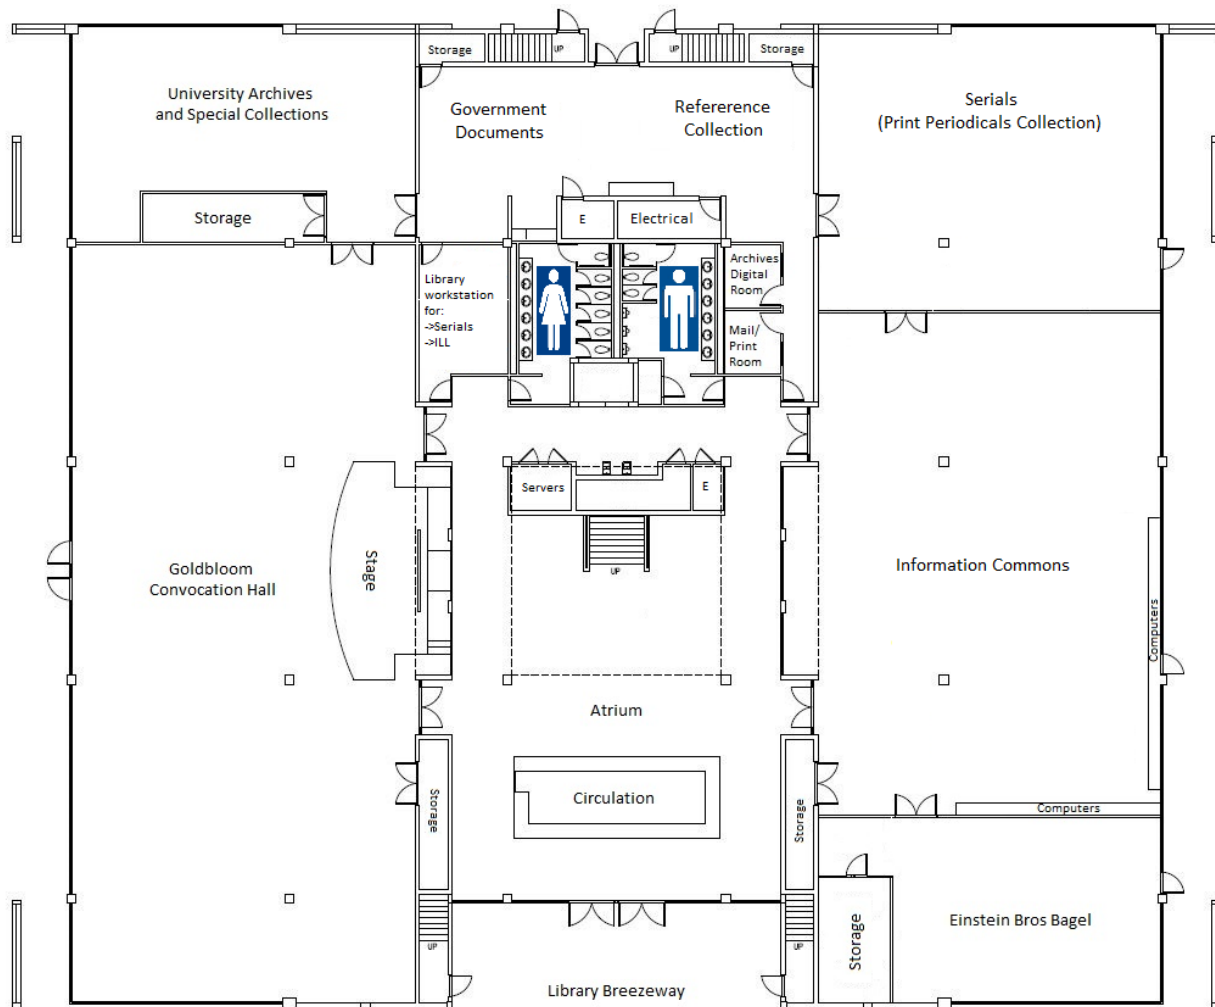 Storage
UP
UP
Storage
University Archives
and Special Collections
Government
Documents
Refererence
Collection
Serials
(Print Periodicals Collection)
Storage
E
Electrical
Library
workstation
for:
->Serials
->ILL
Archives
Digital
Room
Mail/
Print
Room
Servers
E
UP
Stage
Goldbloom
Convocation Hall
Information Commons
Computers
Atrium
Circulation
Storage
Storage
Computers
Einstein Bros Bagel
Storage
UP
UP
Library Breezeway